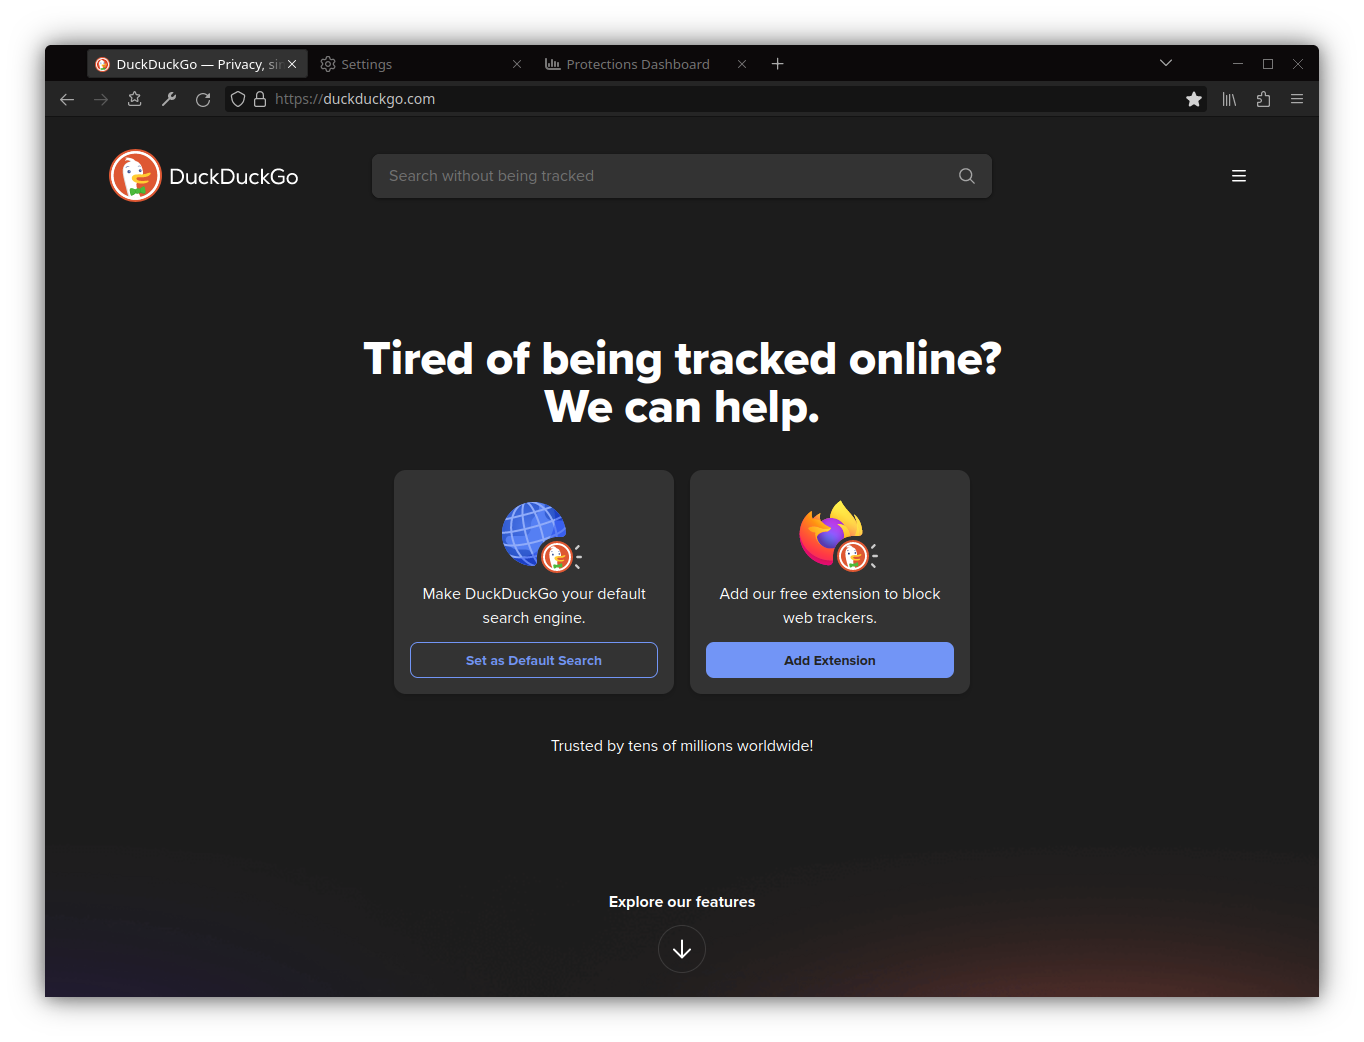 DuckDuckGo — Privacy, si
Settings
Protections Dashboard
https://duckduckgo.com
DuckDuckGo
Search without being tracked
Tired of being tracked online?
We can help.
Make DuckDuckGo your default
search engine.
Set as Default Search
Add our free extension to block
web trackers.
Add Extension
Trusted by tens of millions worldwide!
Explore our features